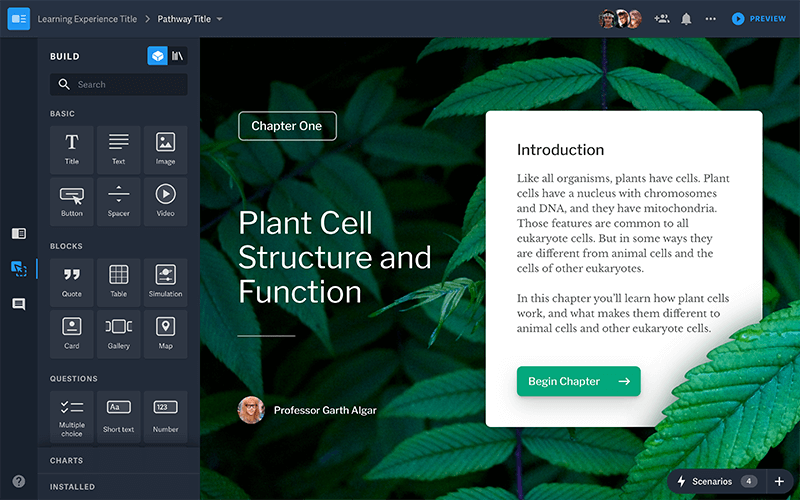 Learning Experience Title
Pathway Title
PREVIEW
BUILD
Search
BASIC
Title
Text
Image
Button
Spacer
Video
BLOCKS
Quote
Table
Simulation
Card
Gallery
Map
QUESTIONS
Aa
123
Multiple
choice
Short text
Number
CHARTS
INSTALLED
Chapter One
Plant Cell
Structure and
Function
Professor Garth Algar
Introduction
Like all organisms, plants have cells. Plant
cells have a nucleus with chromosomes
and DNA, and they have mitochondria.
Those features are common to all
eukaryote cells. But in some ways they
are different from animal cells and the
cells of other eukaryotes.
In this chapter you'll learn how plant cells
work, and what makes them different to
animal cells and other eukaryote cells.
Begin Chapter
Scenarios
4